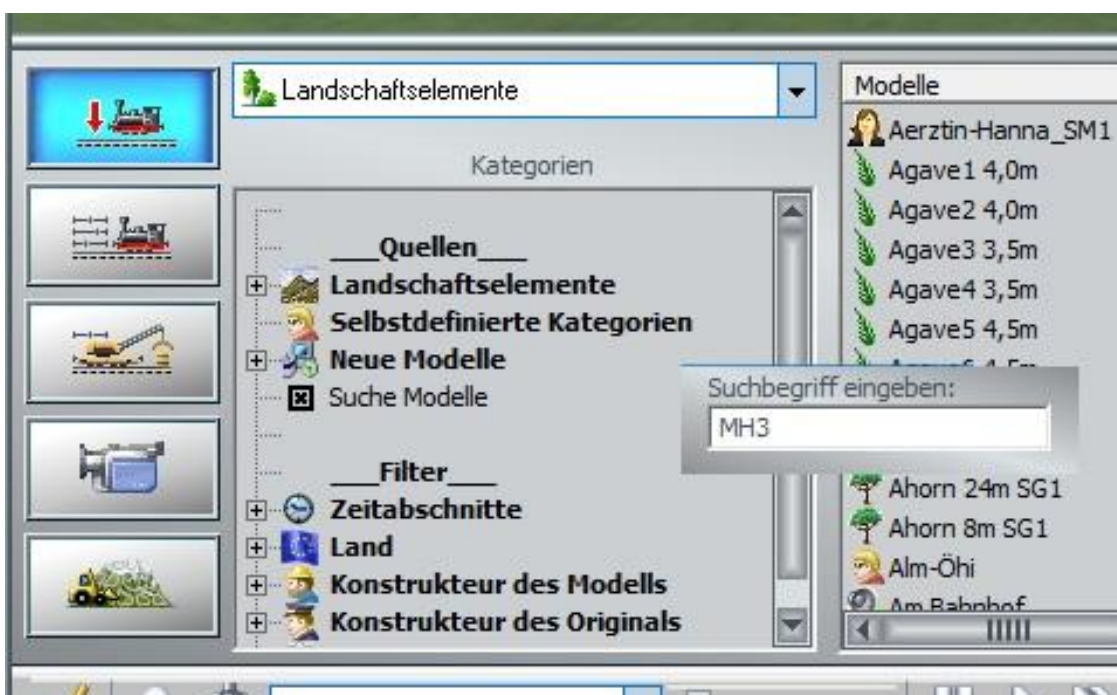 Landschaftselemente
Kategorien
___Quellen___
Landschaftselemente
Selbstdefinierte Kategorien
Neue Modelle
Suche Modelle
___Filter___
Zeitabschnitte
Land
Konstrukteur des Modells
Konstrukteur des Originals
Modelle
Aerztin-Hanna_SM1
Agave1 4,0m
Agave2 4,0m
Agave3 3,5m
Agave4 3,5m
Agave5 4,5m
Suchbegriff eingeben:
MH3
Ahorn 24m SG1
Ahorn 8m SG1
Alm-Öhi
Am Bahnhof